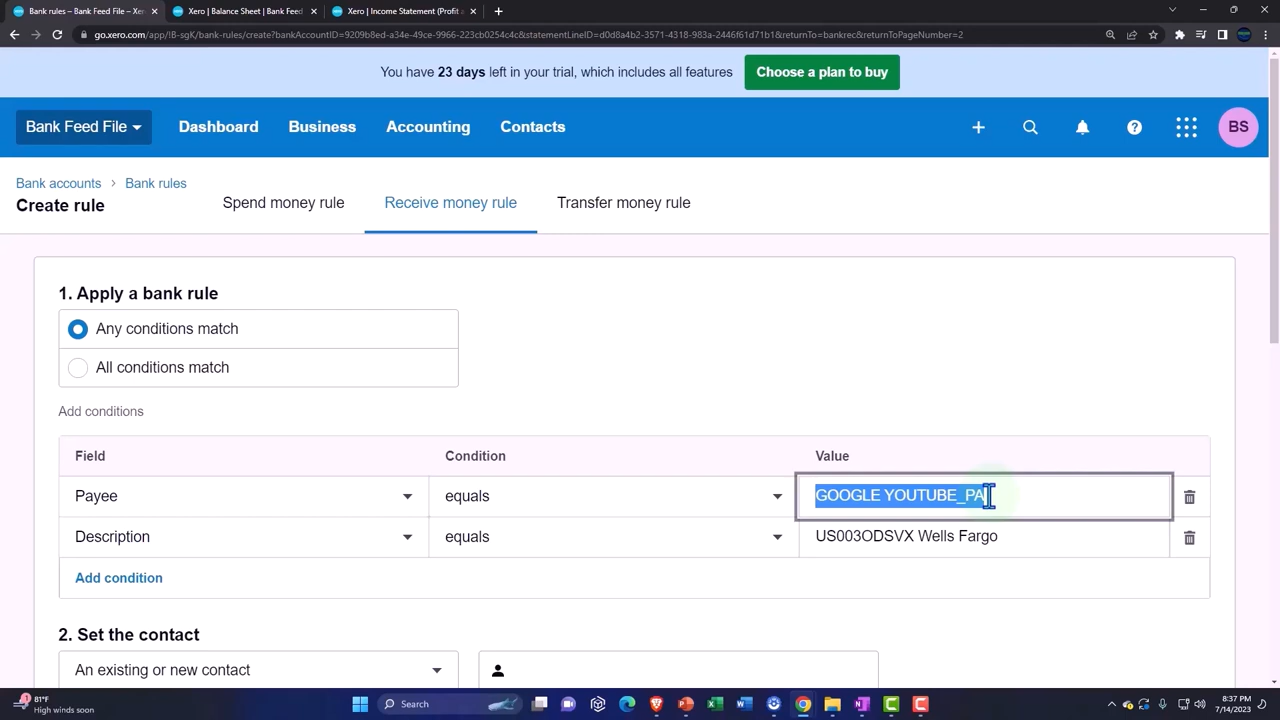 Bank rules – Bank Feed File – Xer
Xero | Balance Sheet | Bank Feed
Xero | Income Statement (Profit a
go.xero.com/app/!B-sgK/bank-rules/create?bankAccountID=9209b8ed-a34e-49ce-9966-223cb0254c4c&statementLineID=d0d8a4b2-3571-4318-983a-2446f61d71b1&returnTo=bankrec&returnToPageNumber=2
You have 23 days left in your trial, which includes all features
Choose a plan to buy
Bank Feed File
Dashboard
Business
Accounting
Contacts
BS
Bank accounts > Bank rules
Create rule
Spend money rule
Receive money rule
Transfer money rule
1. Apply a bank rule
Any conditions match
All conditions match
Add conditions
Field Condition Value
Payee equals GOOGLE YOUTUBE_PA
Description equals US003ODSVX Wells Fargo
Add condition
2. Set the contact
An existing or new contact
81°F
High winds soon
Search
8:37 PM
7/14/2023